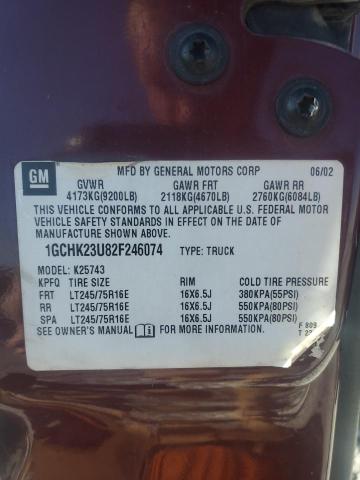 GM
MFD BY GENERAL MOTORS CORP 06/02
GVWR GAWR FRT GAWR RR
4173KG(9200LB) 2118KG(4670LB) 2760KG(6084LB)
THIS VEHICLE CONFORMS TO ALL APPLICABLE U.S. FEDERAL MOTOR
VEHICLE SAFETY STANDARDS IN EFFECT ON THE DATE OF
MANUFACTURE SHOWN ABOVE.
1GCHK23U82F246074 TYPE: TRUCK
MODEL: K25743
KPFQ TIRE SIZE RIM COLD TIRE PRESSURE
FRT LT245/75R16E 16X6.5J 380KPA(55PSI)
RR LT245/75R16E 16X6.5J 550KPA(80PSI)
SPA LT245/75R16E 16X6.5J 550KPA(80PSI)
SEE OWNER'S MANUAL FOR MORE INFORMATION. F 809